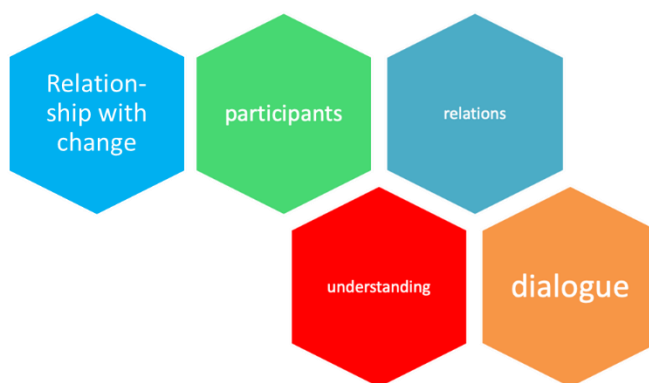 Relation-
ship with
change
participants
relations
understanding
dialogue